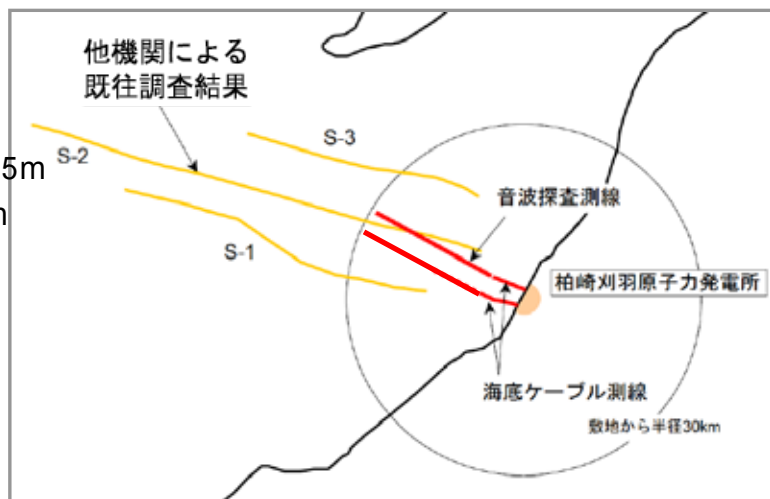 他機関による
既往調査結果
S-3
5m
S-2
m
音波探査測線
S-1
柏崎刈羽原子力発電所
海底ケーブル測線
敷地から半径30km